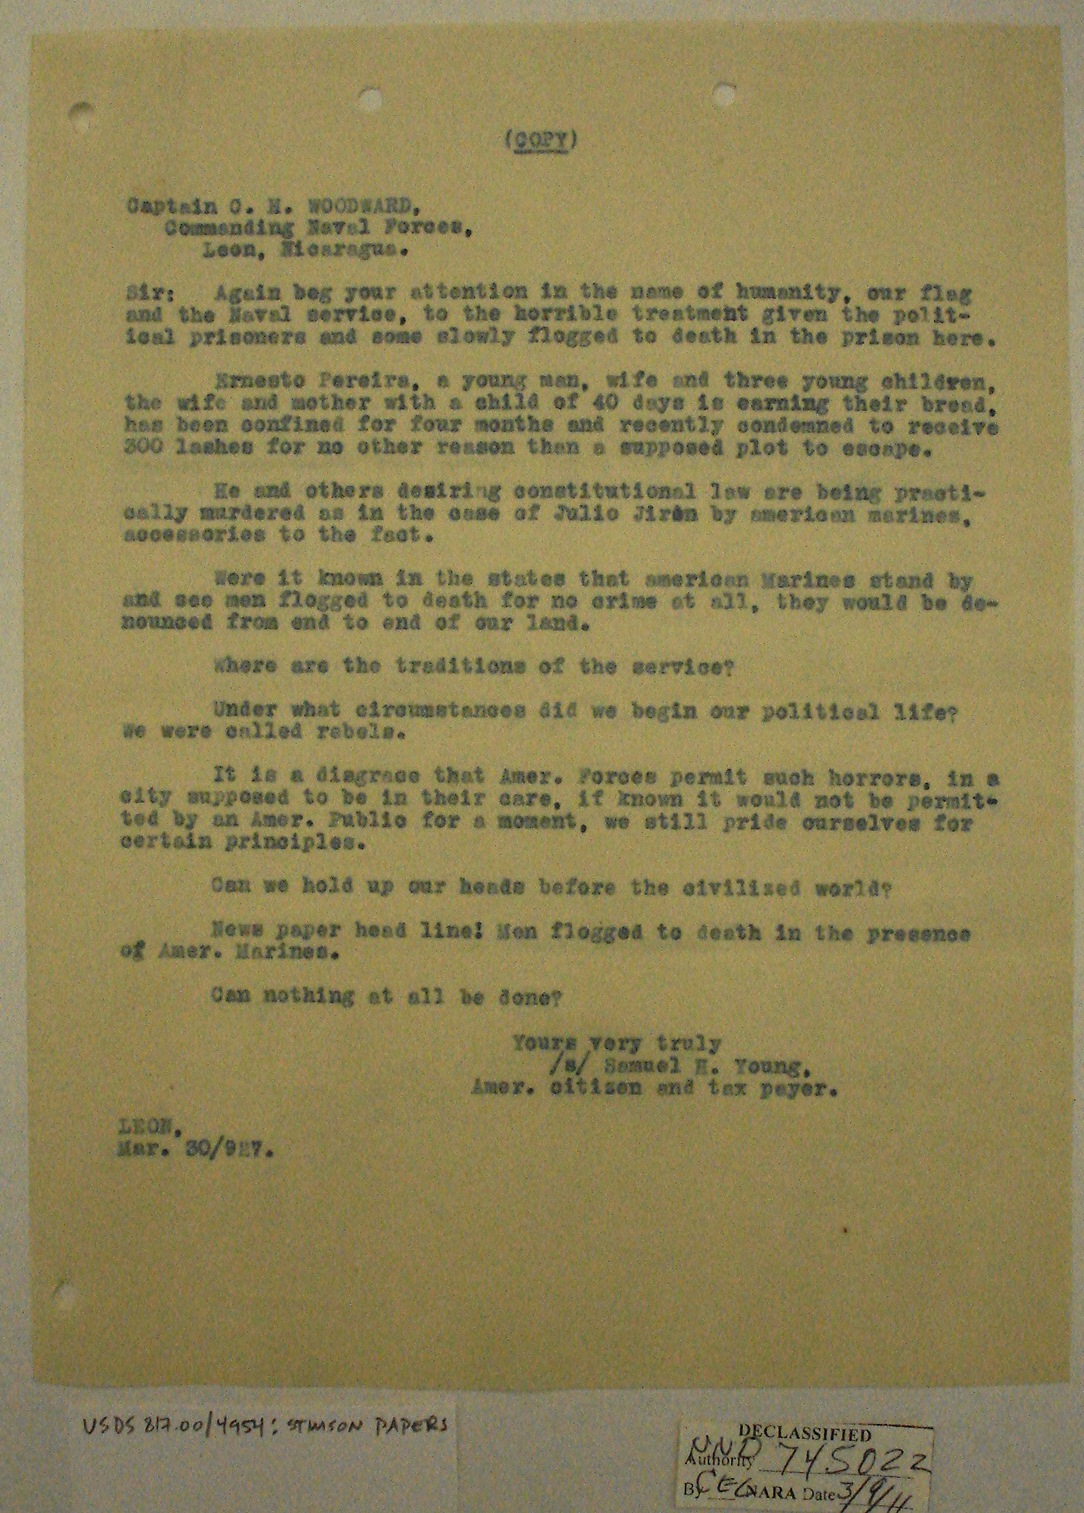 (COPY)
Captain C. H. WOODWARD,
Commanding Naval Forces,
Leon, Nicaragua.
Sir: Again beg your attention in the name of humanity, our flag
and the Naval service, to the horrible treatment given the polit-
ical prisoners and some slowly flogged to death in the prison here.
Ernesto Pereira, a young man, wife and three young children,
the wife and mother with a child of 40 days is earning their bread,
has been confined for four months and recently condemned to receive
300 lashes for no other reason than a supposed plot to escape.
He and others desiring constitutional law are being practi-
cally murdered as in the case of Julio Jirón by american marines,
accessories to the fact.
Were it known in the states that american Marines stand by
and see men flogged to death for no crime at all, they would be de-
nounced from end to end of our land.
Where are the traditions of the service?
Under what circumstances did we begin our political life?
We were called rebels.
It is a disgrace that Amer. Forces permit such horrors, in a
city supposed to be in their care, if known it would not be permit-
ted by an Amer. Public for a moment, we still pride ourselves for
certain principles.
Can we hold up our heads before the civilized world?
News paper head line! Men flogged to death in the presence
of Amer. Marines.
Can nothing at all be done?
Yours very truly
/s/ Samuel H. Young,
Amer. citizen and tax payer.
LEON,
Mar. 30/927.
USDS 817.00/4954: STIMSON PAPERS
DECLASSIFIED
Authority NND 745022
By CEC NARA Date 3/9/11